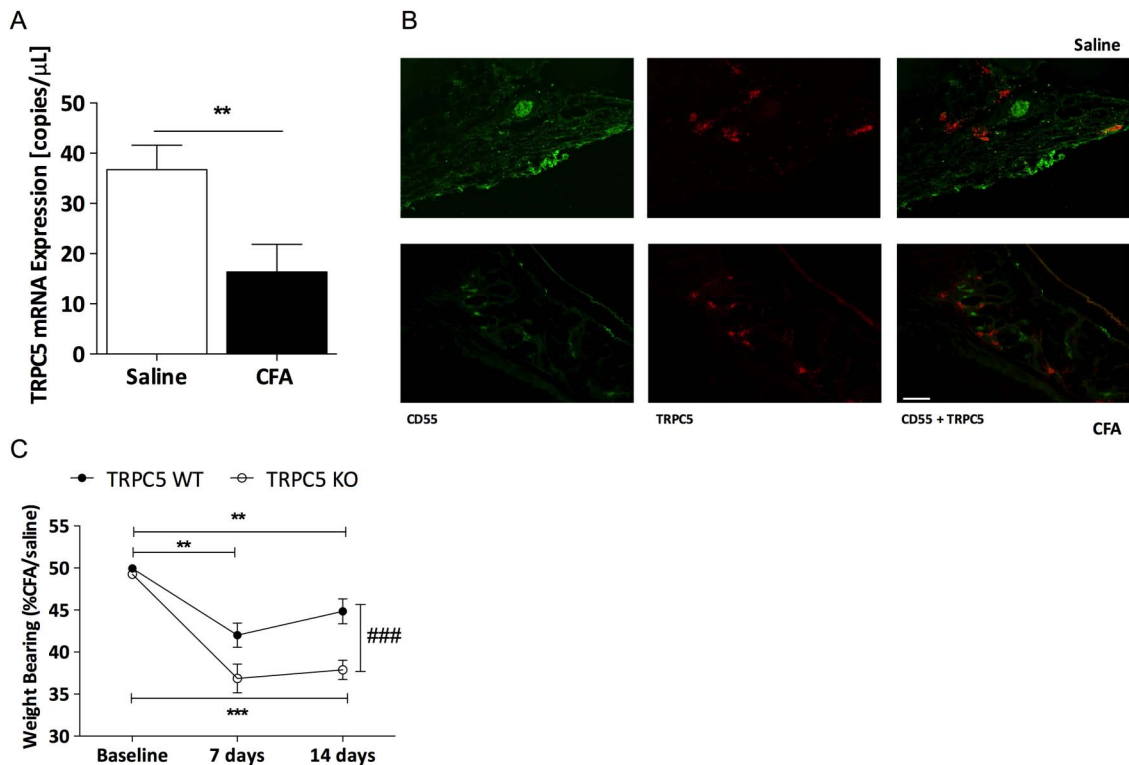 A
TRPC5 mRNA Expression [copies/μL]
50
40
30
20
10
0
**
Saline
CFA
B
Saline
CD55
TRPC5
CD55 + TRPC5
CFA
C
TRPC5 WT
TRPC5 KO
Weight Bearing (%CFA/saline)
55
50
45
40
35
30
**
**
###
***
Baseline
7 days
14 days